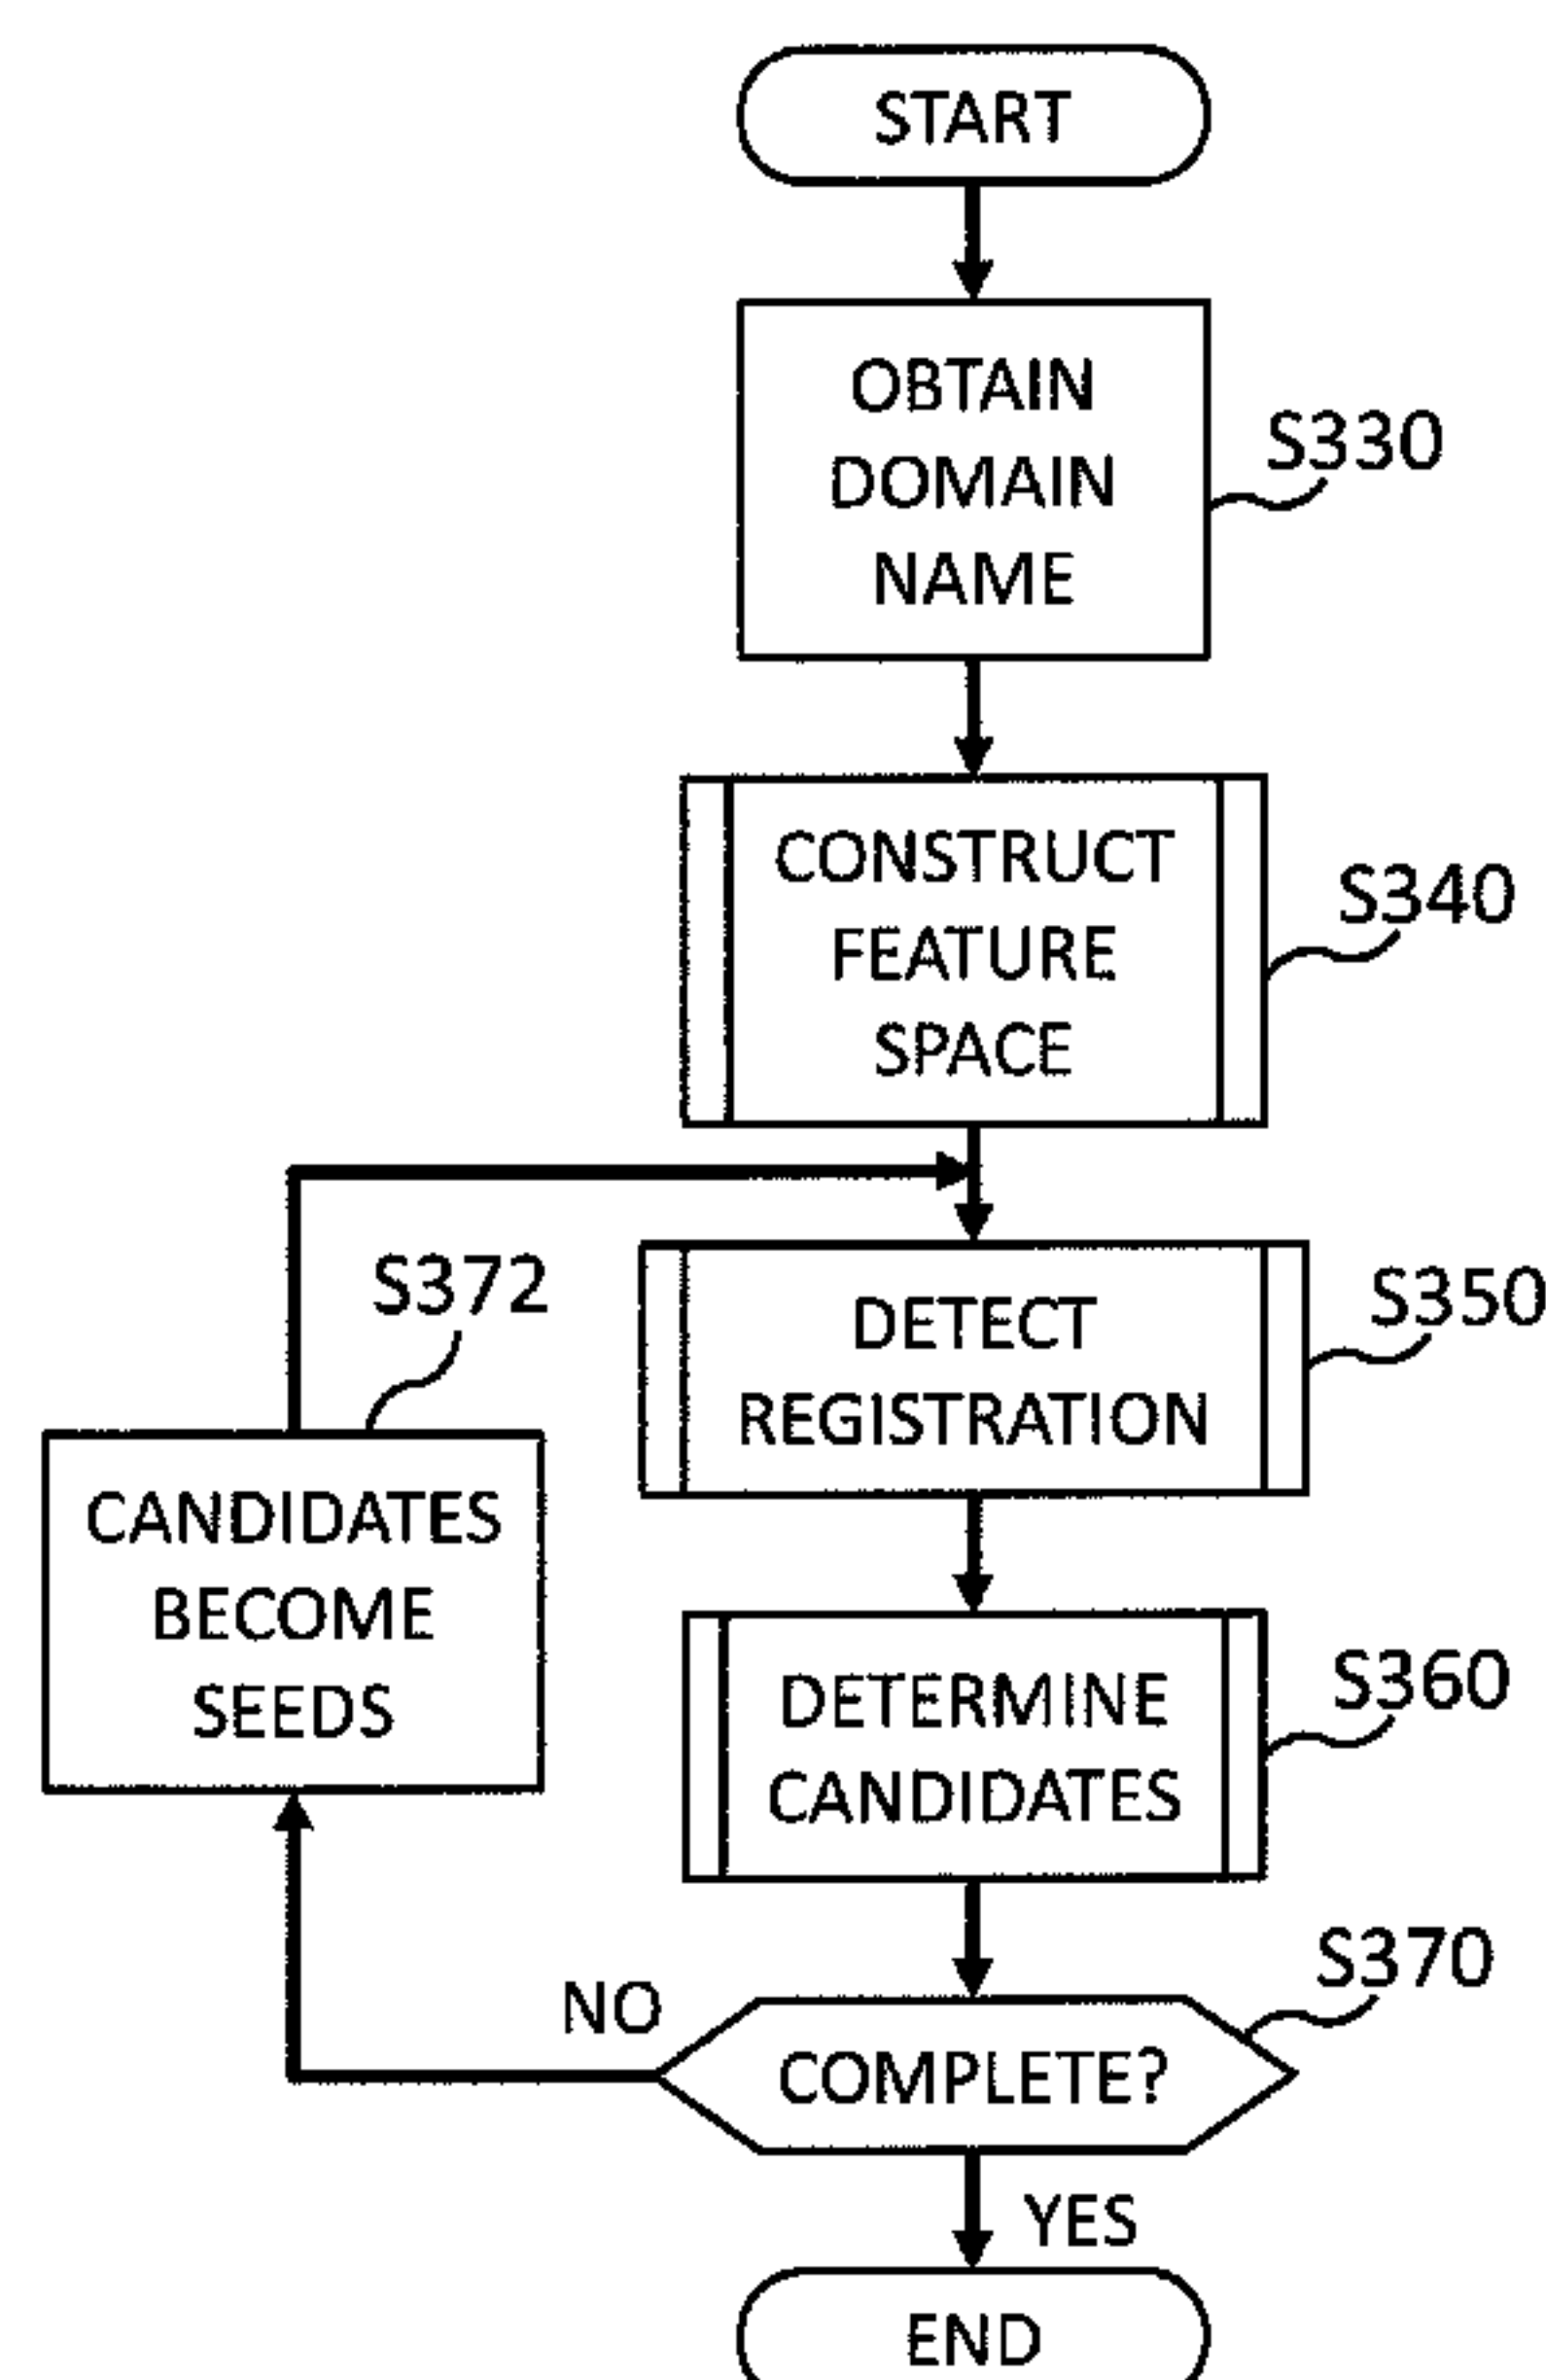 START
OBTAIN
DOMAIN
NAME
S330
CONSTRUCT
FEATURE
SPACE
S340
DETECT
REGISTRATION
S350
S372
CANDIDATES
BECOME
SEEDS
DETERMINE
CANDIDATES
S360
S370
NO
COMPLETE?
YES
END